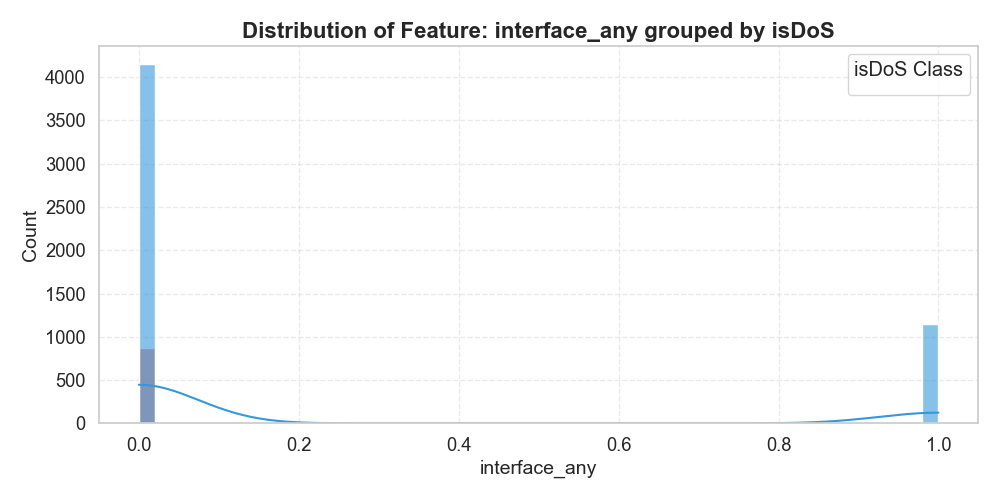 Distribution of Feature: interface_any grouped by isDoS
isDoS Class
4000
3500
3000
2500
2000
1500
1000
500
0
Count
0.0 0.2 0.4 0.6 0.8 1.0
interface_any